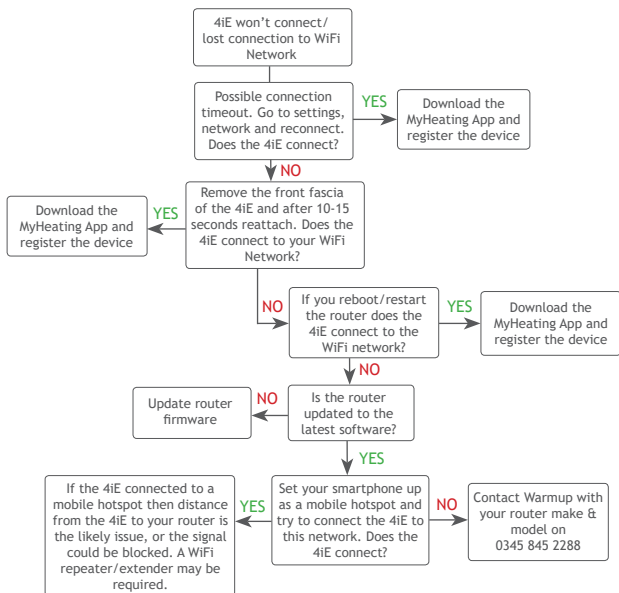 4iE won't connect/
lost connection to WiFi
Network
Possible connection
timeout. Go to settings,
network and reconnect.
Does the 4iE connect?
YES
Download the
MyHeating App and
register the device
NO
Remove the front fascia
of the 4iE and after 10-15
seconds reattach. Does the
4iE connect to your WiFi
Network?
YES
Download the
MyHeating App and
register the device
NO
If you reboot/restart
the router does the
4iE connect to the
WiFi network?
YES
Download the
MyHeating App and
register the device
NO
Is the router
updated to the
latest software?
NO
Update router
firmware
YES
Set your smartphone up
as a mobile hotspot and
try to connect the 4iE to
this network. Does the
4iE connect?
YES
If the 4iE connected to a
mobile hotspot then distance
from the 4iE to your router is
the likely issue, or the signal
could be blocked. A WiFi
repeater/extender may be
required.
NO
Contact Warmup with
your router make &
model on
0345 845 2288